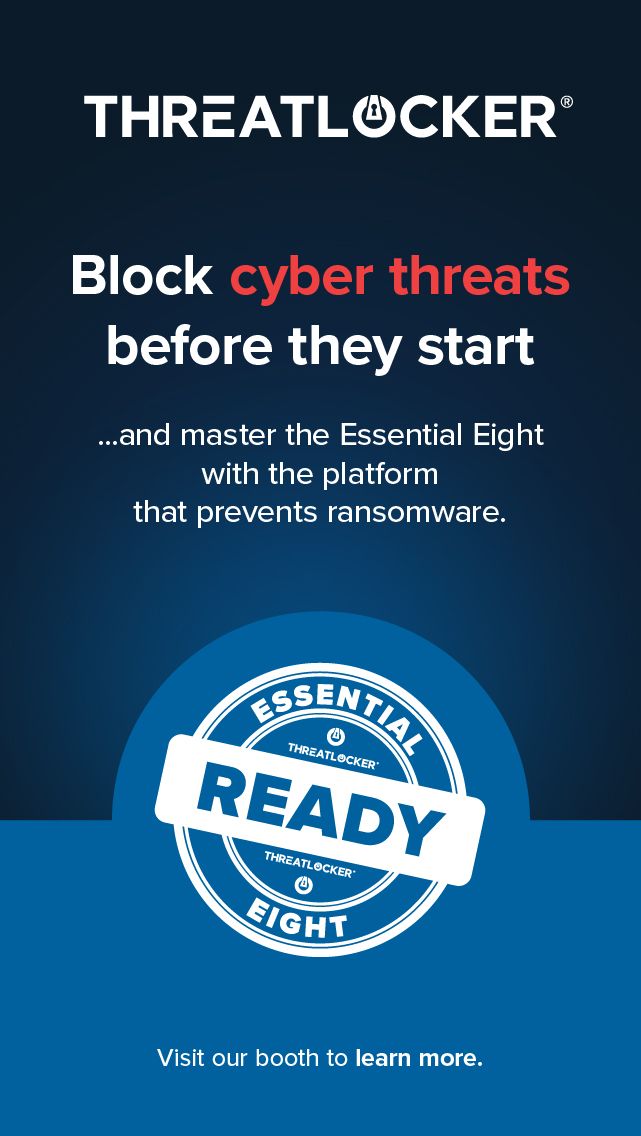 THREATLOCKER®
Block cyber threats
before they start
...and master the Essential Eight
with the platform
that prevents ransomware.
ESSENTIAL
THREATLOCKER®
READY
THREATLOCKER®
EIGHT
Visit our booth to learn more.